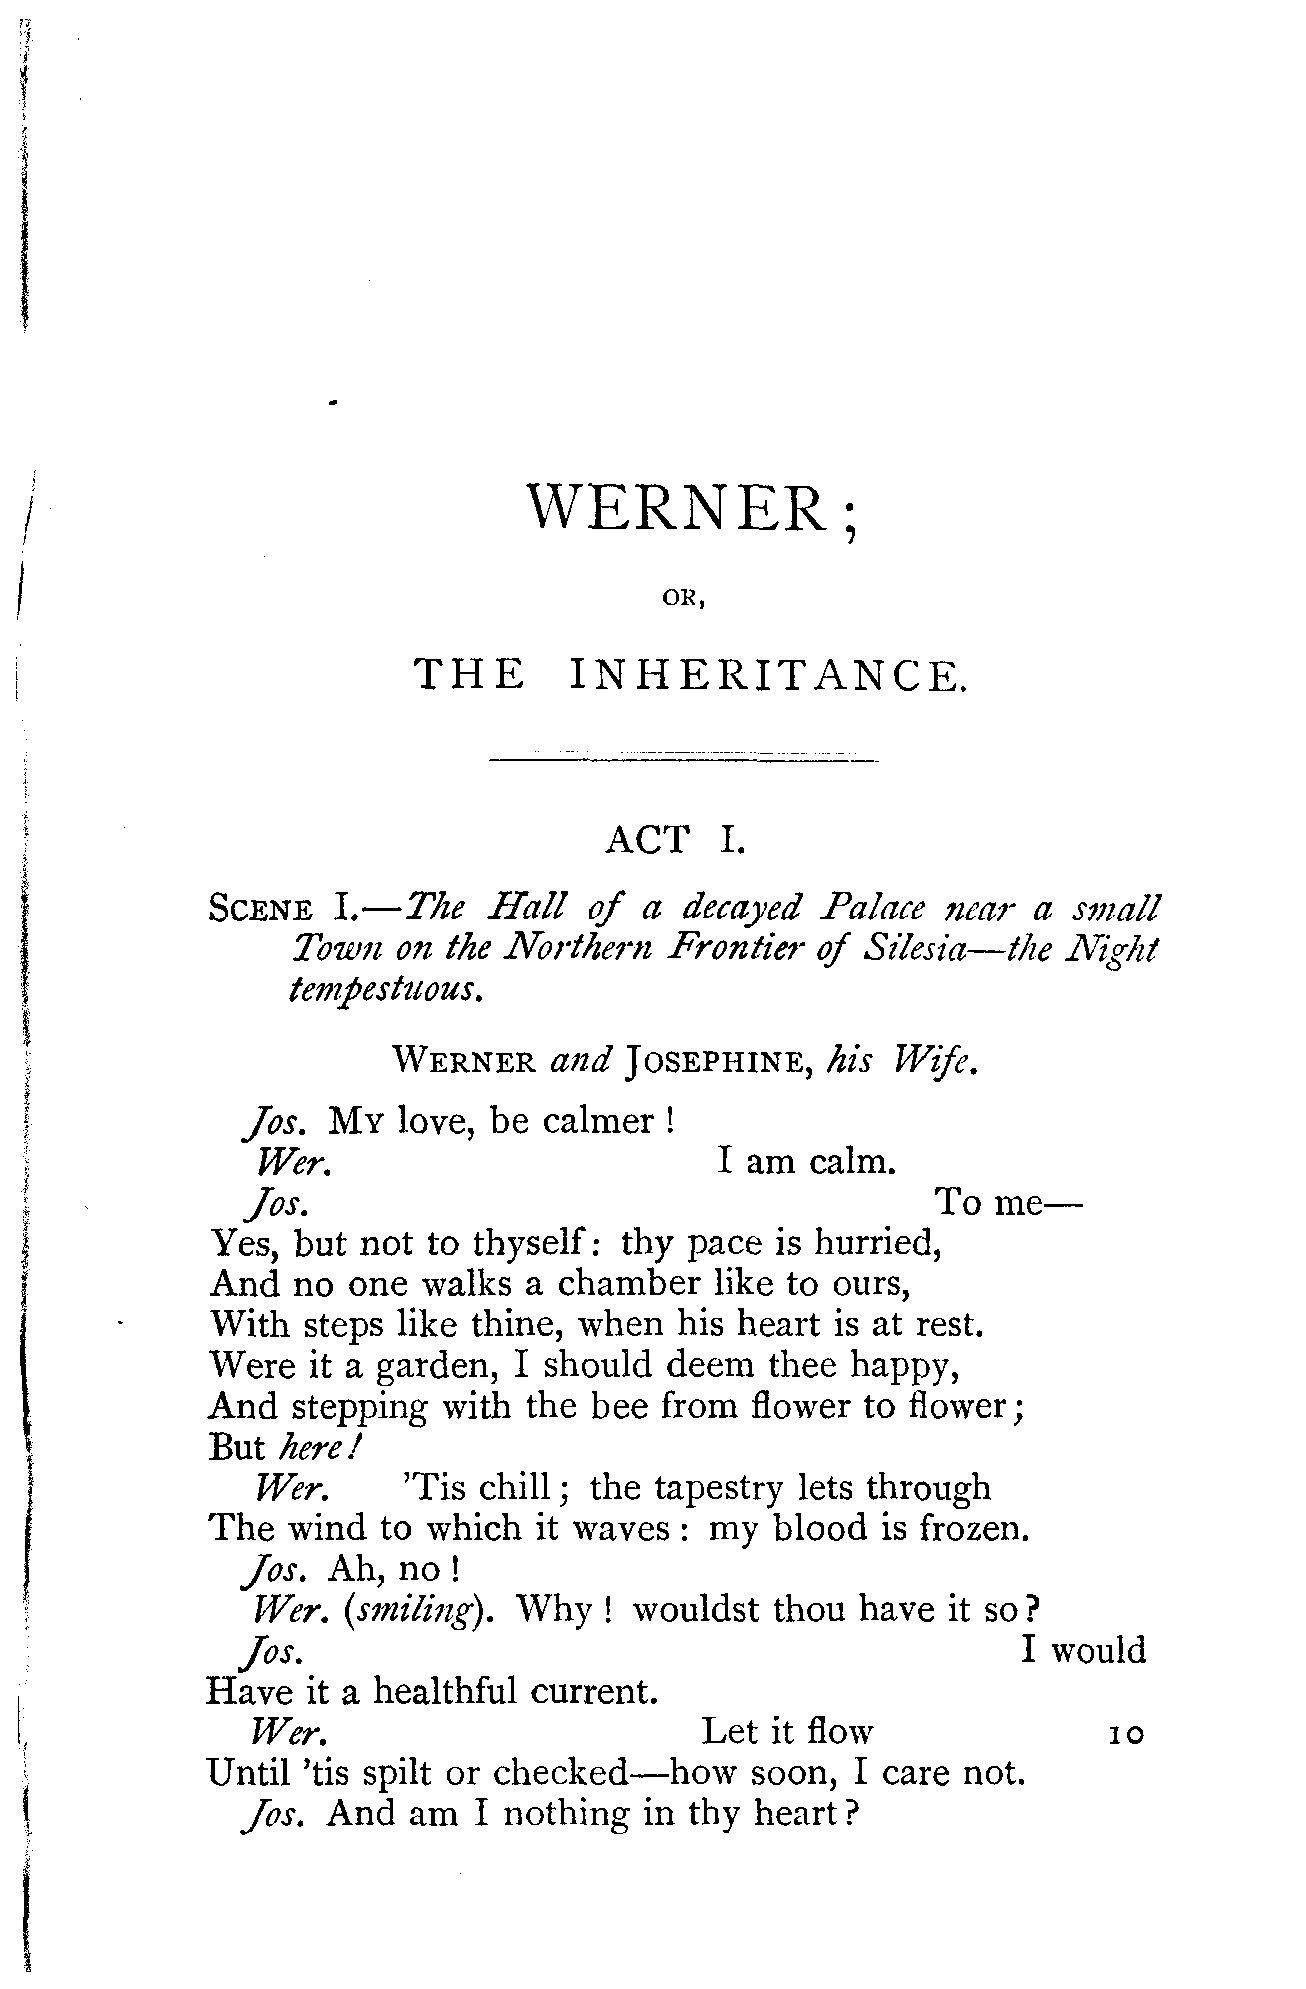 WERNER;
OR,
THE INHERITANCE.
ACT I.
SCENE I.—The Hall of a decayed Palace near a small
Town on the Northern Frontier of Silesia—the Night
tempestuous.
WERNER and JOSEPHINE, his Wife.
Jos. MY love, be calmer!
Wer. I am calm.
Jos. To me—
Yes, but not to thyself: thy pace is hurried,
And no one walks a chamber like to ours,
With steps like thine, when his heart is at rest.
Were it a garden, I should deem thee happy,
And stepping with the bee from flower to flower;
But here!
Wer. 'Tis chill; the tapestry lets through
The wind to which it waves: my blood is frozen.
Jos. Ah, no!
Wer. (smiling). Why! wouldst thou have it so?
Jos. I would
Have it a healthful current.
Wer. Let it flow 10
Until 'tis spilt or checked—how soon, I care not.
Jos. And am I nothing in thy heart?